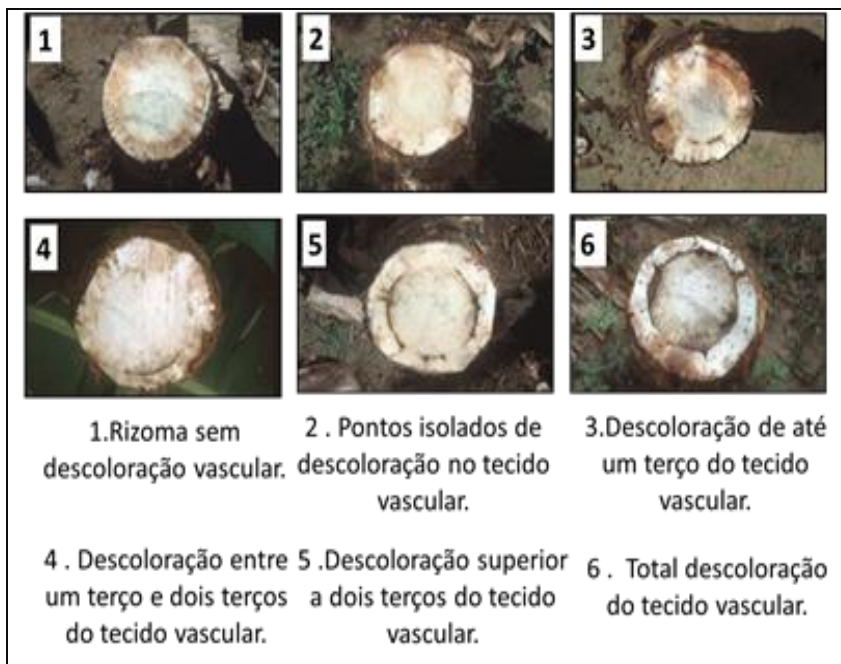 1
2
3
4
5
6
1.Rizoma sem
descoloração vascular.
2 . Pontos isolados de
descoloração no tecido
vascular.
3.Descoloração de até
um terço do tecido
vascular.
4 . Descoloração entre
um terço e dois terços
do tecido vascular.
5 .Descoloração superior
a dois terços do tecido
vascular.
6 . Total descoloração
do tecido vascular.